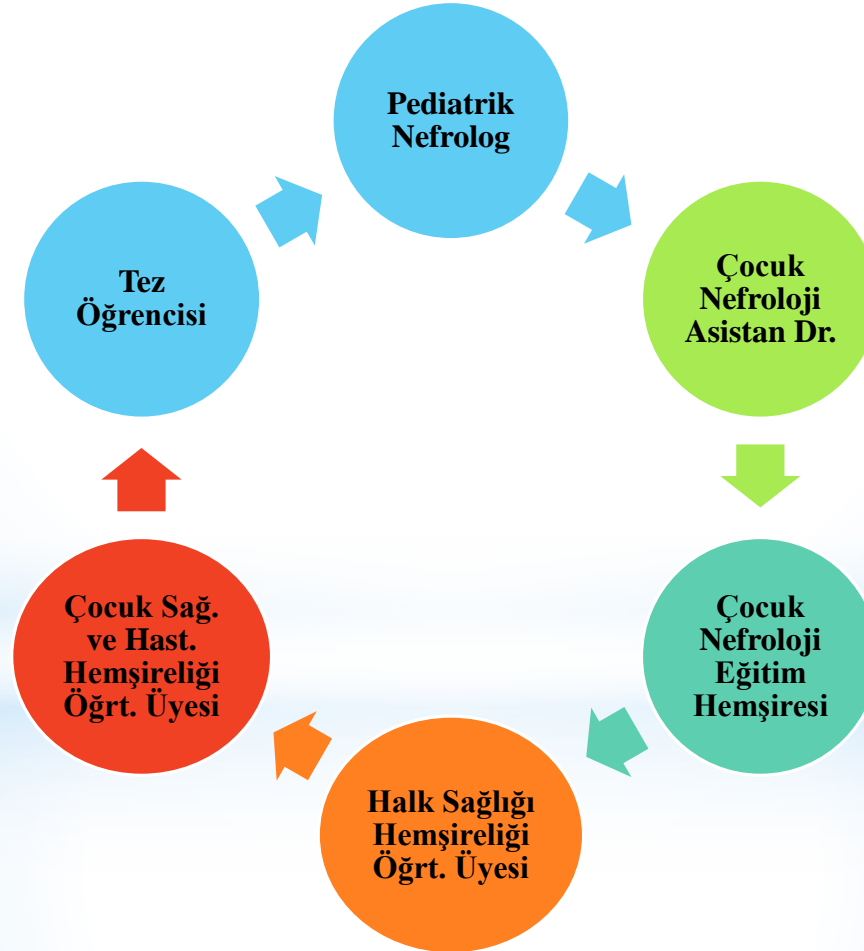 Pediatrik
Nefrolog
Çocuk
Nefroloji
Asistan Dr.
Çocuk
Nefroloji
Eğitim
Hemşiresi
Halk Sağlığı
Hemşireliği
Öğrt. Üyesi
Çocuk Sağ.
ve Hast.
Hemşireliği
Öğrt. Üyesi
Tez
Öğrencisi